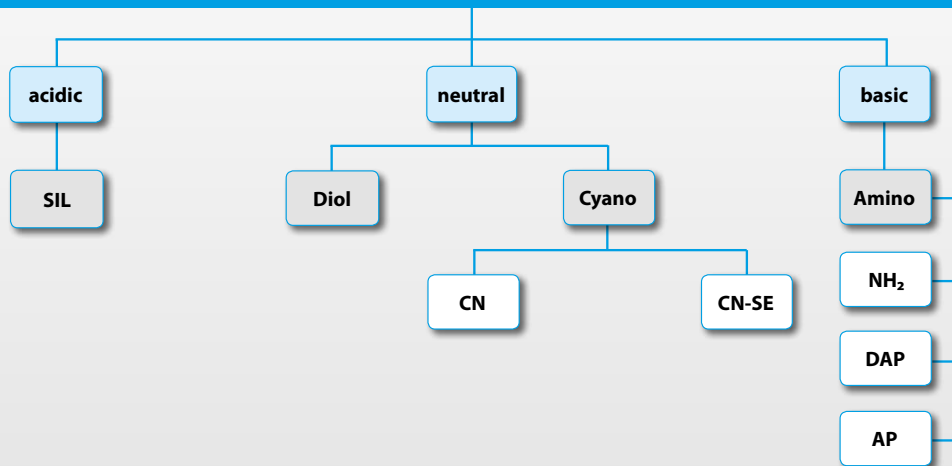 acidic
neutral
basic
SIL
Diol
Cyano
Amino
CN
CN-SE
NH₂
DAP
AP